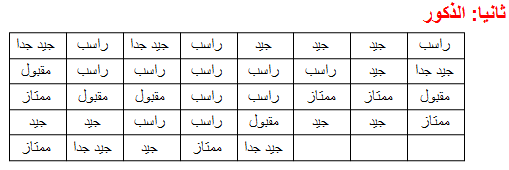 ثانيا: الذكور
راسب جيد جيد جيد راسب جيد جدا راسب جيد جدا
جيد جدا جيد راسب راسب راسب راسب راسب مقبول
مقبول ممتاز ممتاز راسب راسب مقبول مقبول ممتاز
ممتاز جيد جيد مقبول راسب راسب جيد جيد
جيد جدا ممتاز جيد جيد جدا ممتاز